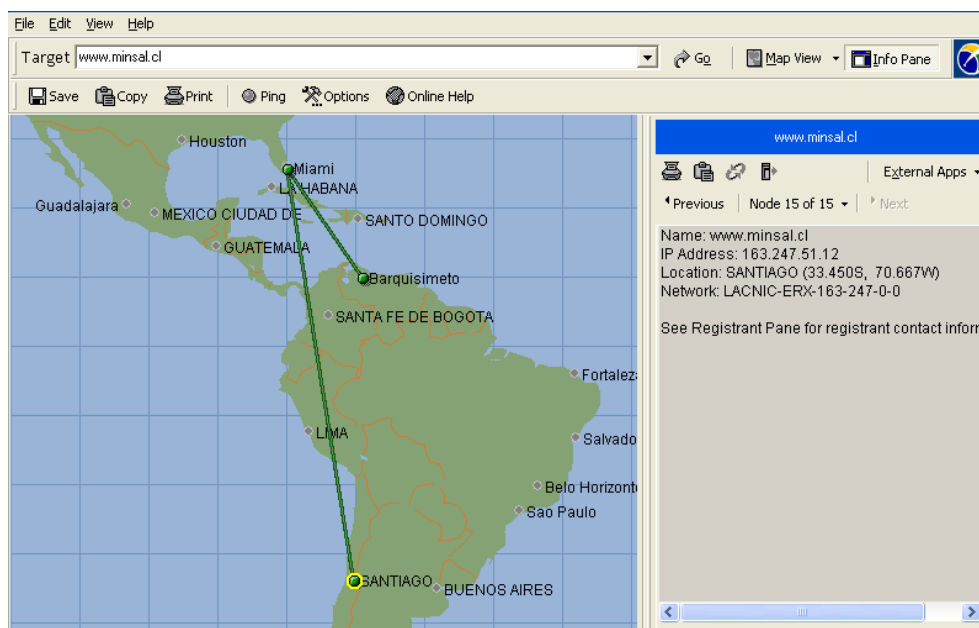 File Edit View Help
Target www.minsal.cl Go Map View Info Pane
Save Copy Print Ping Options Online Help
www.minsal.cl
External Apps
Previous Node 15 of 15 Next
Name: www.minsal.cl
IP Address: 163.247.51.12
Location: SANTIAGO (33.450S, 70.667W)
Network: LACNIC-ERX-163-247-0-0
See Registrant Pane for registrant contact inforr
Houston
Miami
LA HABANA
Guadalajara
MEXICO CIUDAD DE
SANTO DOMINGO
GUATEMALA
Barquisimeto
SANTA FE DE BOGOTA
Fortalez
LIMA
Salvado
Belo Horizont
Sao Paulo
SANTIAGO
BUENOS AIRES